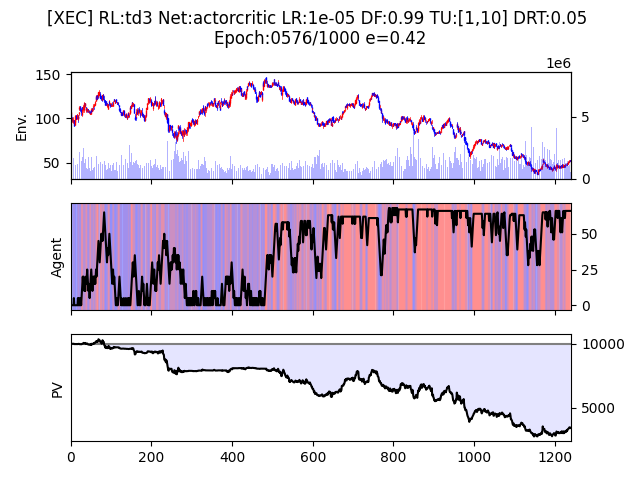 [XEC] RL:td3 Net:actorcritic LR:1e-05 DF:0.99 TU:[1,10] DRT:0.05
Epoch:0576/1000 e=0.42
1e6
150
100
50
Env.
5
0
Agent
50
25
0
PV
10000
5000
0 200 400 600 800 1000 1200